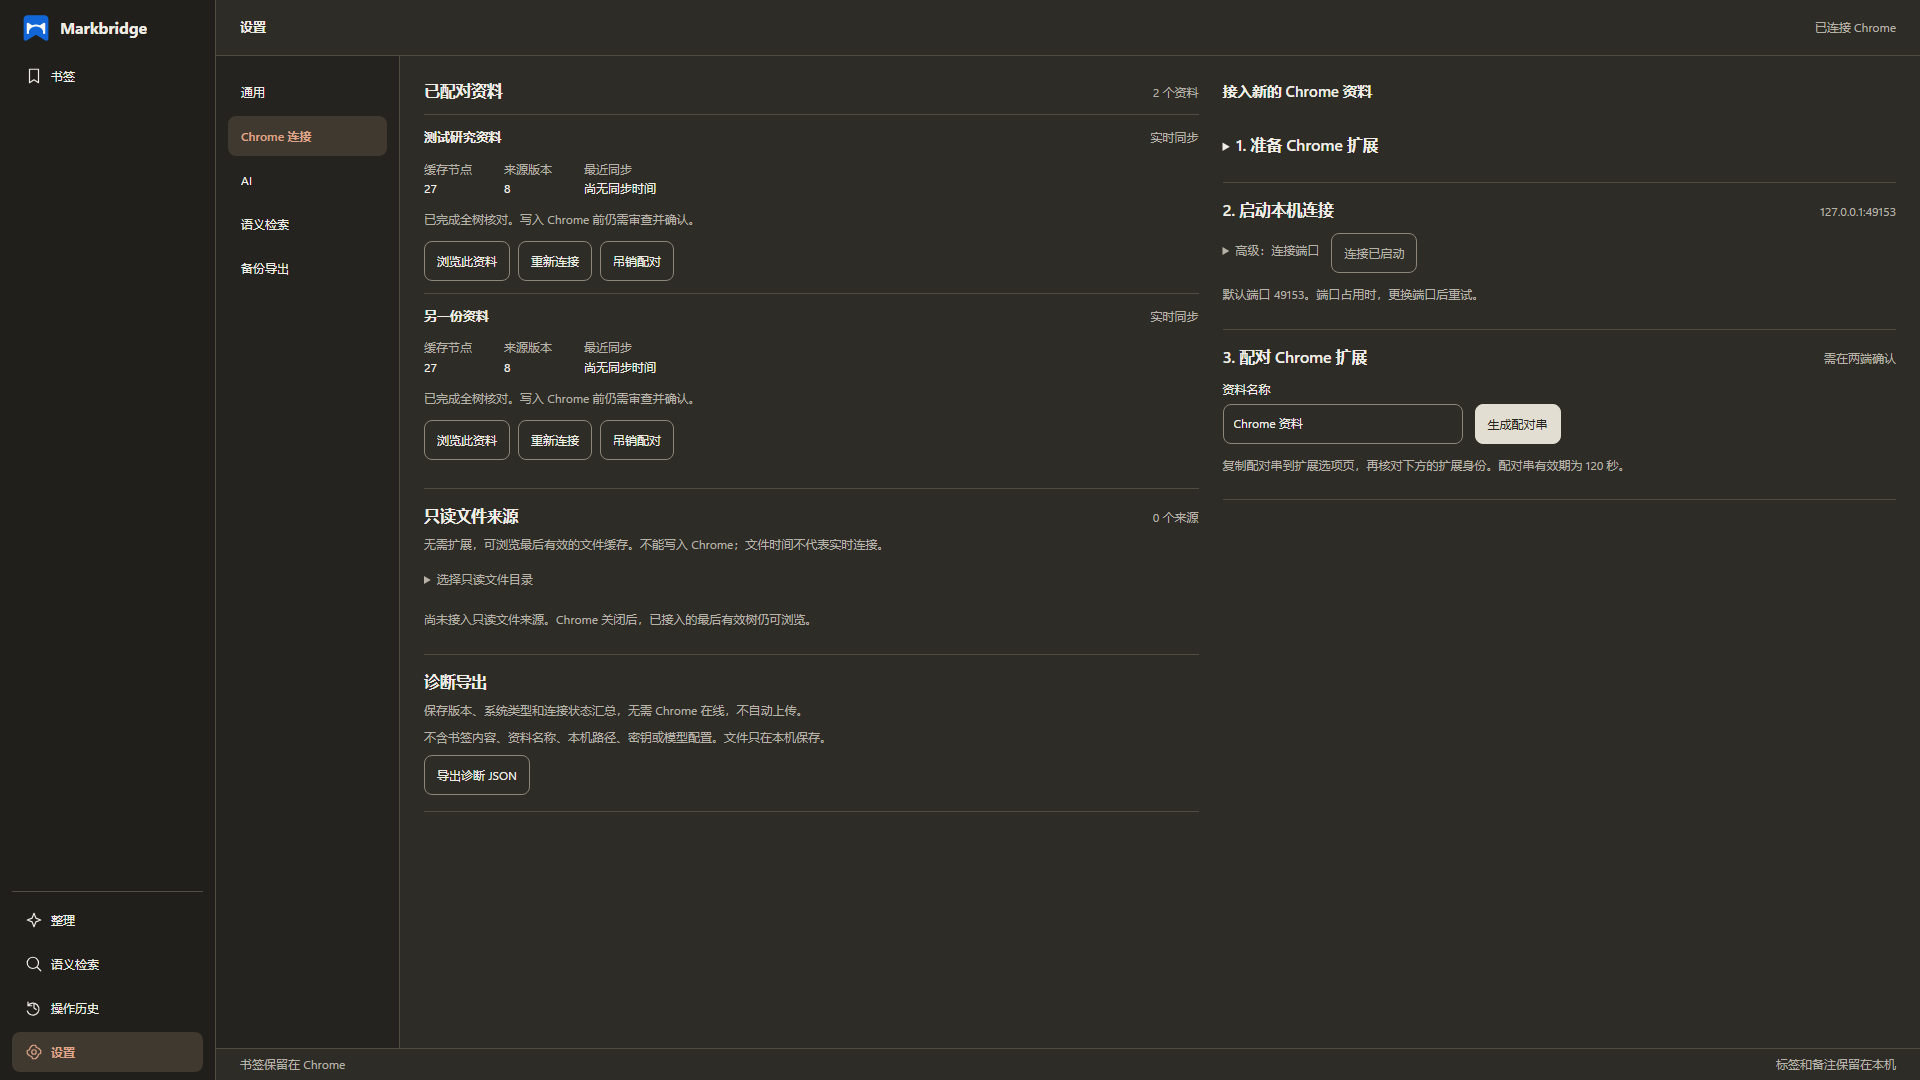 Markbridge
书签
整理
语义检索
操作历史
设置
设置
已连接 Chrome
通用
Chrome 连接
AI
语义检索
备份导出
已配对资料
2 个资料
测试研究资料
实时同步
缓存节点 来源版本 最近同步
27 8 尚无同步时间
已完成全树核对。写入 Chrome 前仍需审查并确认。
浏览此资料 重新连接 吊销配对
另一份资料
实时同步
缓存节点 来源版本 最近同步
27 8 尚无同步时间
已完成全树核对。写入 Chrome 前仍需审查并确认。
浏览此资料 重新连接 吊销配对
只读文件来源
0 个来源
无需扩展，可浏览最后有效的文件缓存。不能写入 Chrome；文件时间不代表实时连接。
选择只读文件目录
尚未接入只读文件来源。Chrome 关闭后，已接入的最后有效树仍可浏览。
诊断导出
保存版本、系统类型和连接状态汇总，无需 Chrome 在线，不自动上传。
不含书签内容、资料名称、本机路径、密钥或模型配置。文件只在本机保存。
导出诊断 JSON
接入新的 Chrome 资料
1. 准备 Chrome 扩展
2. 启动本机连接
127.0.0.1:49153
高级：连接端口 连接已启动
默认端口 49153。端口占用时，更换端口后重试。
3. 配对 Chrome 扩展
需在两端确认
资料名称
Chrome 资料 生成配对串
复制配对串到扩展选项页，再核对下方的扩展身份。配对串有效期为 120 秒。
书签保留在 Chrome
标签和备注保留在本机